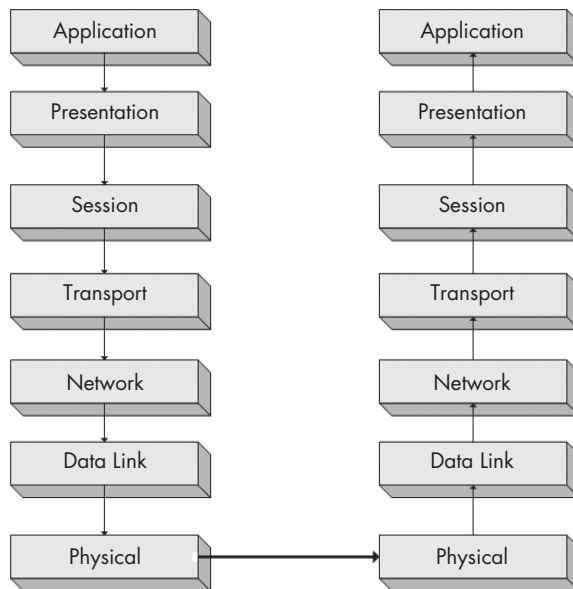 Application
Presentation
Session
Transport
Network
Data Link
Physical
Application
Presentation
Session
Transport
Network
Data Link
Physical